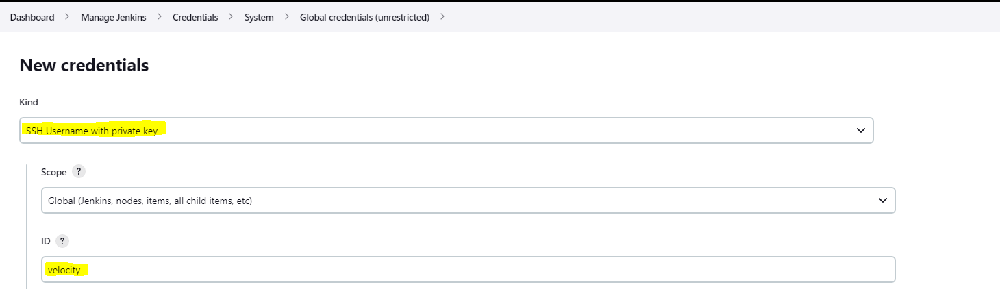 Dashboard > Manage Jenkins > Credentials > System > Global credentials (unrestricted) >
New credentials
Kind
SSH Username with private key
Scope ?
Global (Jenkins, nodes, items, all child items, etc)
ID ?
velocity